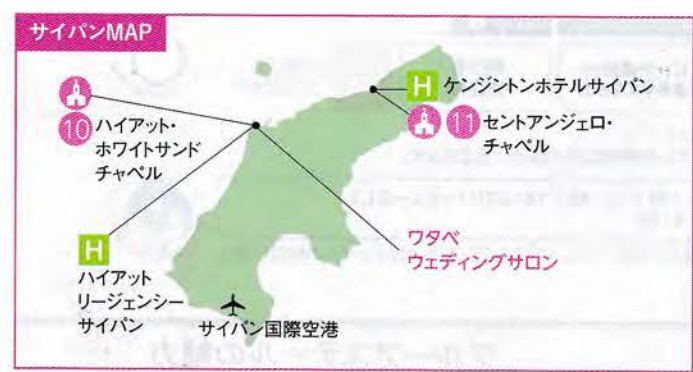 サイパンMAP
H ケンジントンホテルサイパン
11 セントアンジェロ・
チャペル
10 ハイアット・
ホワイトサンド
チャペル
ワタベ
ウェディングサロン
H
ハイアット
リージェンシー
サイパン
サイパン国際空港